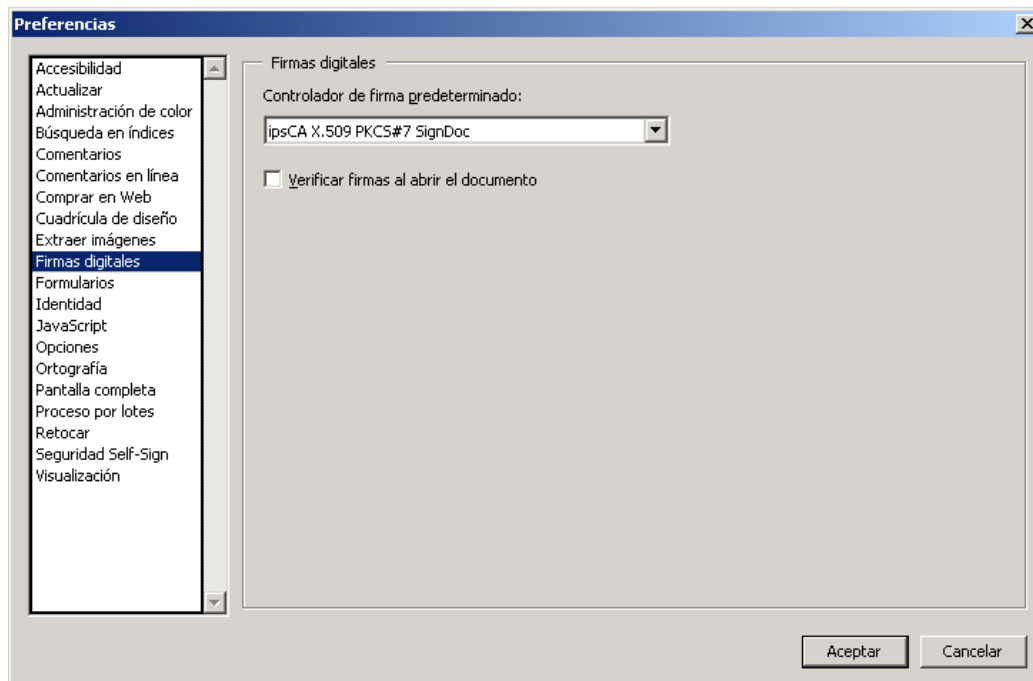 Preferencias
Accesibilidad
Actualizar
Administración de color
Búsqueda en índices
Comentarios
Comentarios en línea
Comprar en Web
Cuadrícula de diseño
Extraer imágenes
Firmas digitales
Formularios
Identidad
JavaScript
Opciones
Ortografía
Pantalla completa
Proceso por lotes
Retocar
Seguridad Self-Sign
Visualización
Firmas digitales
Controlador de firma predeterminado:
ipsCA X.509 PKCS#7 SignDoc
Verificar firmas al abrir el documento
Aceptar
Cancelar